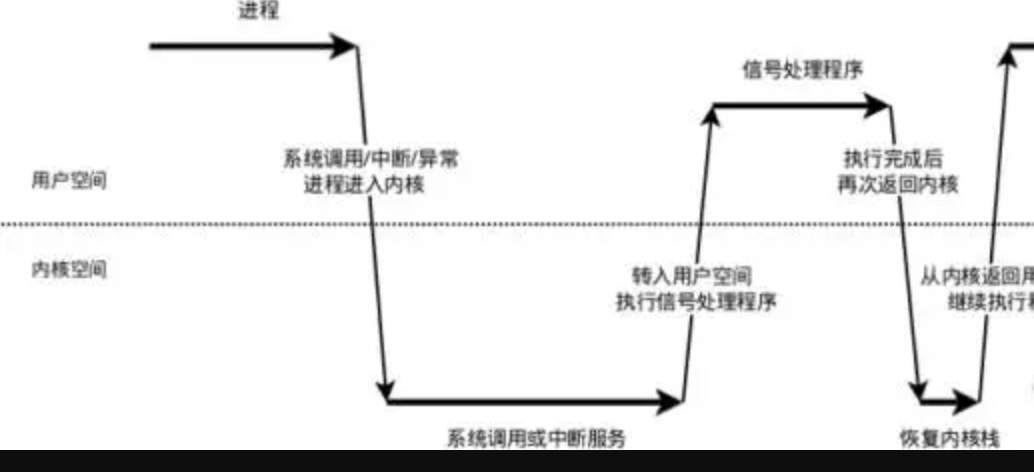 进程
信号处理程序
系统调用/中断/异常
进程进入内核
执行完成后
再次返回内核
用户空间
内核空间
转入用户空间
执行信号处理程序
从内核返回用
继续执行
系统调用或中断服务
恢复内核栈